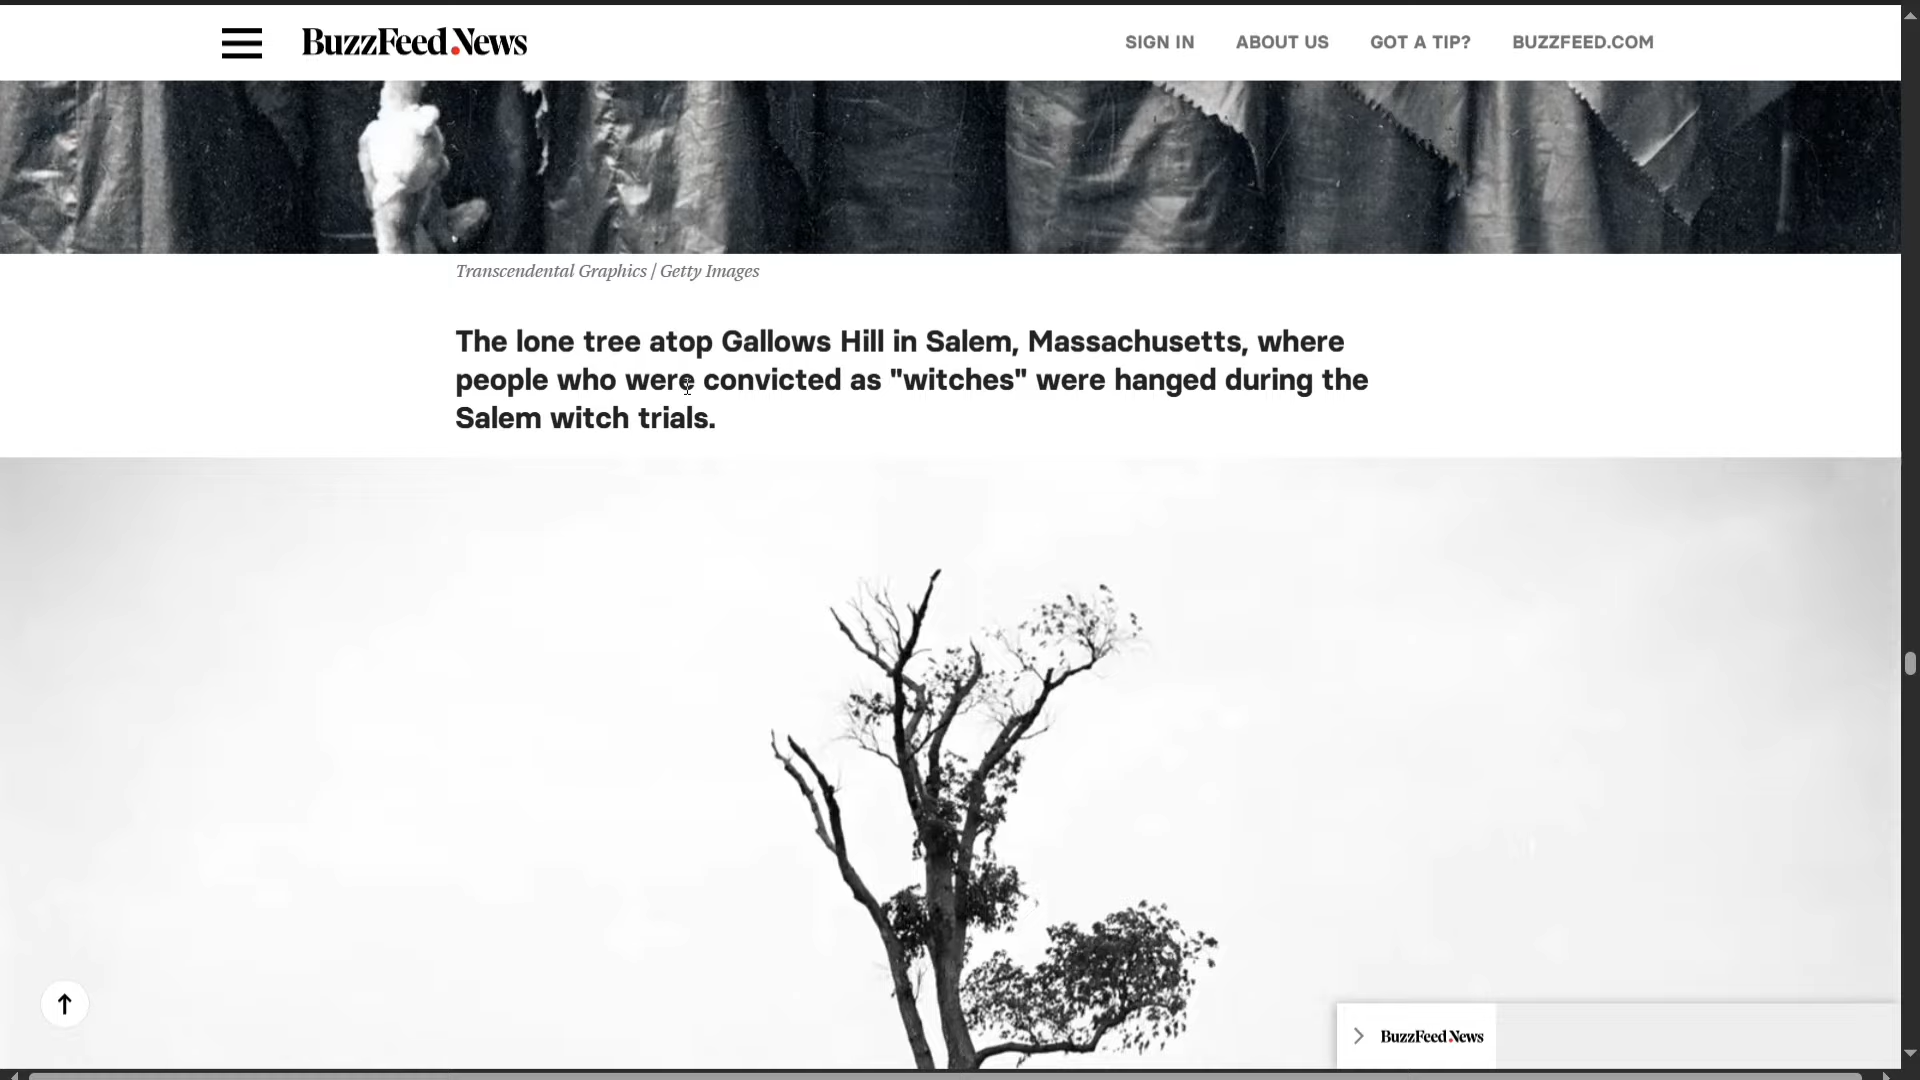 BuzzFeed News
SIGN IN
ABOUT US
GOT A TIP?
BUZZFEED.COM
Transcendental Graphics / Getty Images
The lone tree atop Gallows Hill in Salem, Massachusetts, where
people who were convicted as "witches" were hanged during the
Salem witch trials.
BuzzFeed News